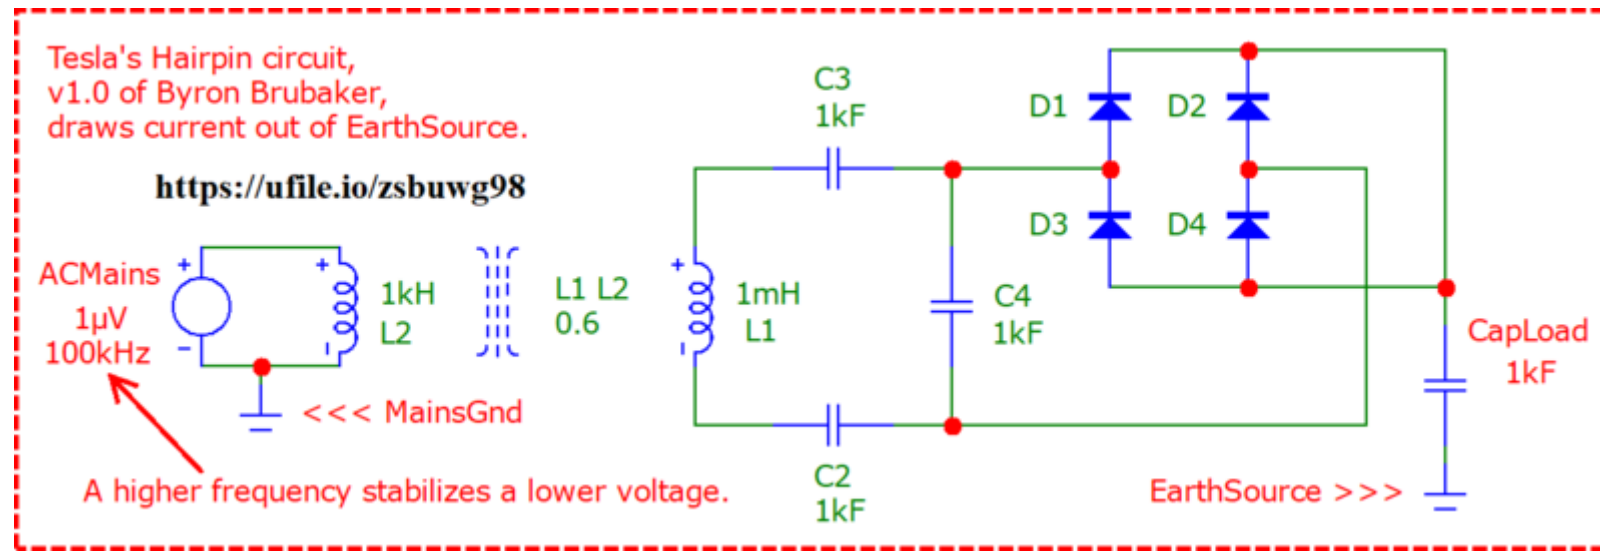 Tesla's Hairpin circuit,
v1.0 of Byron Brubaker,
draws current out of EarthSource.
https://ufile.io/zsbuwg98
C3
1kF
D1
D2
D3
D4
ACMains
1µV
100kHz
+
-
+
1kH
L2
L1 L2
0.6
+
1mH
L1
C4
1kF
CapLoad
1kF
<<< MainsGnd
C2
1kF
A higher frequency stabilizes a lower voltage.
EarthSource >>>